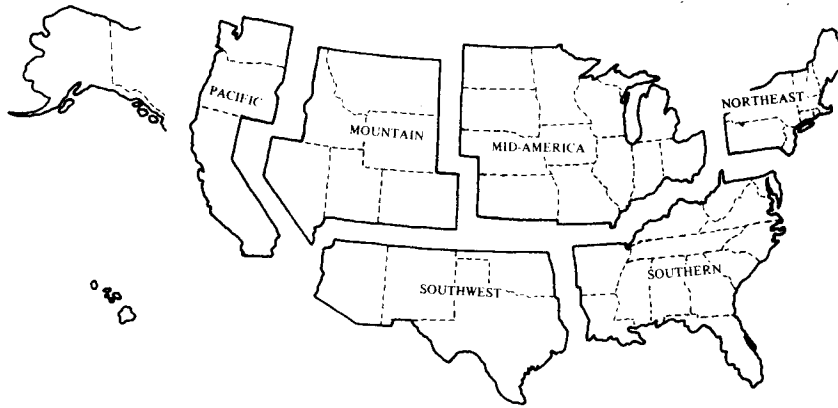 PACIFIC
MOUNTAIN
MID-AMERICA
NORTHEAST
SOUTHWEST
SOUTHERN